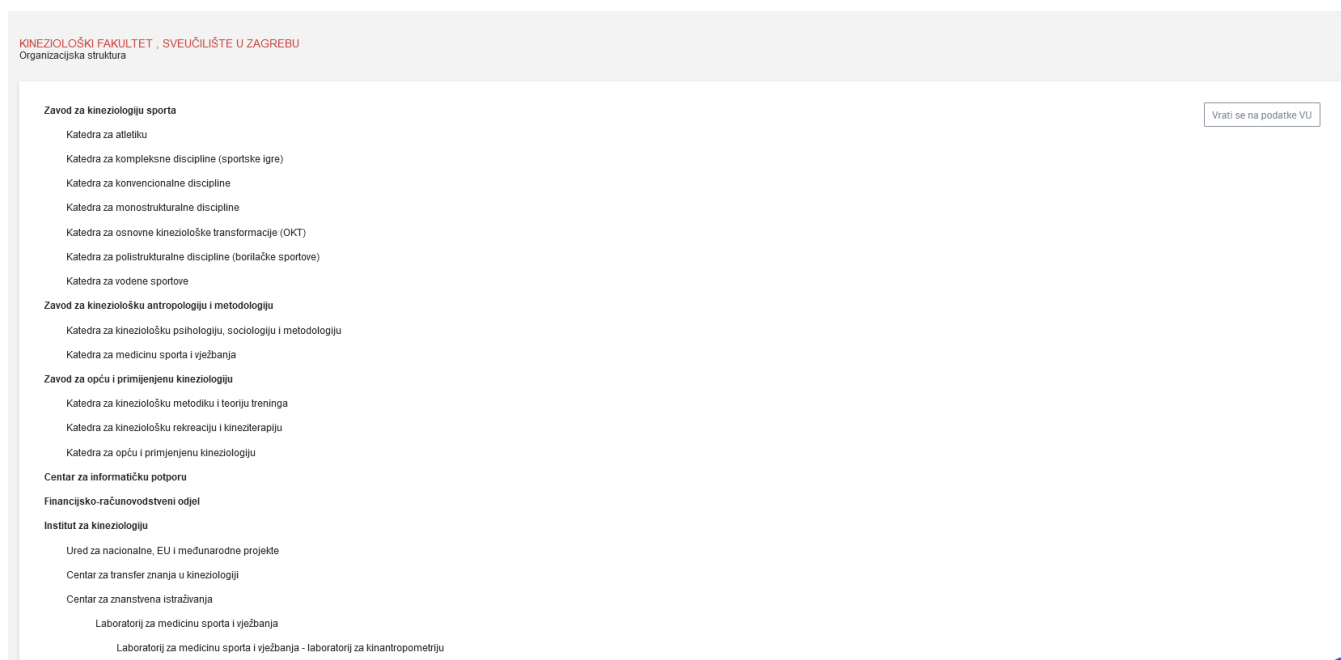 KINEZIOLOŠKI FAKULTET , SVEUČILIŠTE U ZAGREBU
Organizacijska struktura
Zavod za kineziologiju sporta
Vrati se na podatke VU
Katedra za atletiku
Katedra za kompleksne discipline (sportske igre)
Katedra za konvencionalne discipline
Katedra za monostrukturalne discipline
Katedra za osnovne kineziološke transformacije (OKT)
Katedra za polistrukturalne discipline (borilačke sportove)
Katedra za vodene sportove
Zavod za kineziološku antropologiju i metodologiju
Katedra za kineziološku psihologiju, sociologiju i metodologiju
Katedra za medicinu sporta i vježbanja
Zavod za opću i primijenjenu kineziologiju
Katedra za kineziološku metodiku i teoriju treninga
Katedra za kineziološku rekreaciju i kineziterapiju
Katedra za opću i primjenjenu kineziologiju
Centar za informatičku potporu
Financijsko-računovodstveni odjel
Institut za kineziologiju
Ured za nacionalne, EU i međunarodne projekte
Centar za transfer znanja u kineziologiji
Centar za znanstvena istraživanja
Laboratorij za medicinu sporta i vježbanja
Laboratorij za medicinu sporta i vježbanja - laboratorij za kinantropometriju